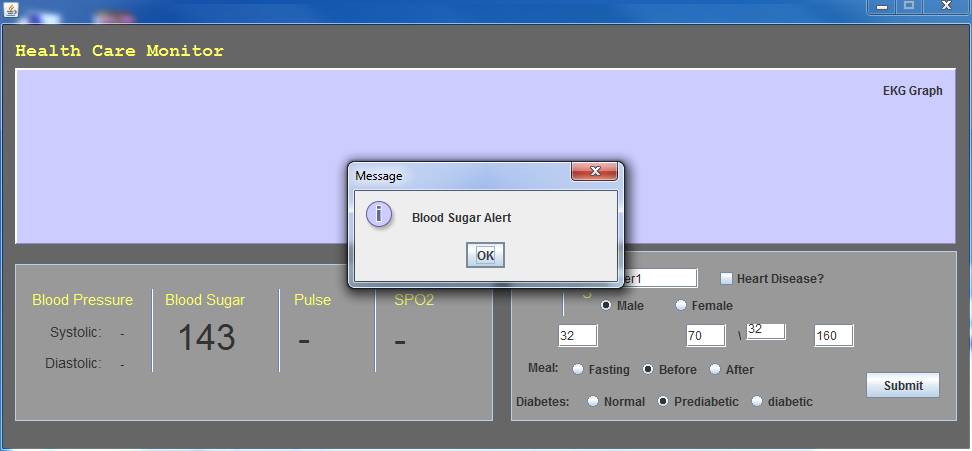 Health Care Monitor
EKG Graph
Message
Blood Sugar Alert
OK
Blood Pressure
Blood Sugar
Pulse
SPO2
Systolic: -
Diastolic: -
143
-
-
er1
Heart Disease?
Male
Female
32
70 \ 32
160
Meal:
Fasting
Before
After
Submit
Diabetes:
Normal
Prediabetic
diabetic